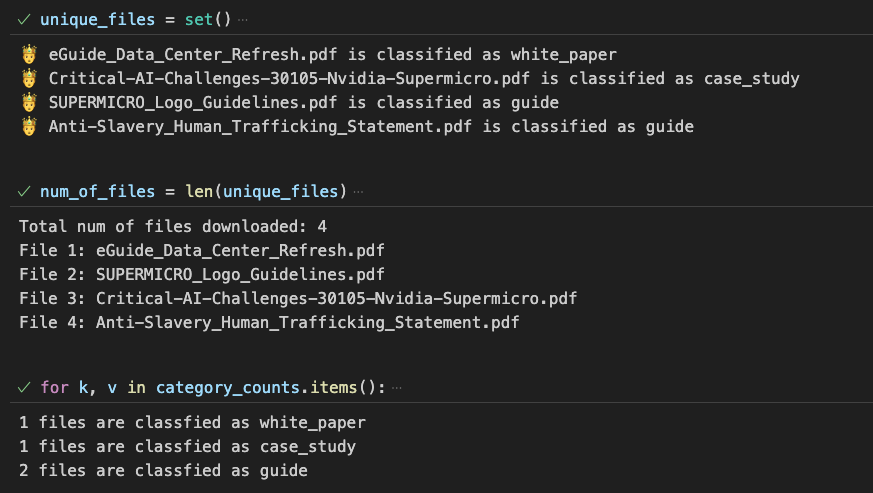 unique_files = set() ...
🤴 eGuide_Data_Center_Refresh.pdf is classified as white_paper
🤴 Critical-AI-Challenges-30105-Nvidia-Supermicro.pdf is classified as case_study
🤴 SUPERMICRO_Logo_Guidelines.pdf is classified as guide
🤴 Anti-Slavery_Human_Trafficking_Statement.pdf is classified as guide
num_of_files = len(unique_files) ...
Total num of files downloaded: 4
File 1: eGuide_Data_Center_Refresh.pdf
File 2: SUPERMICRO_Logo_Guidelines.pdf
File 3: Critical-AI-Challenges-30105-Nvidia-Supermicro.pdf
File 4: Anti-Slavery_Human_Trafficking_Statement.pdf
for k, v in category_counts.items(): ...
1 files are classfied as white_paper
1 files are classfied as case_study
2 files are classfied as guide